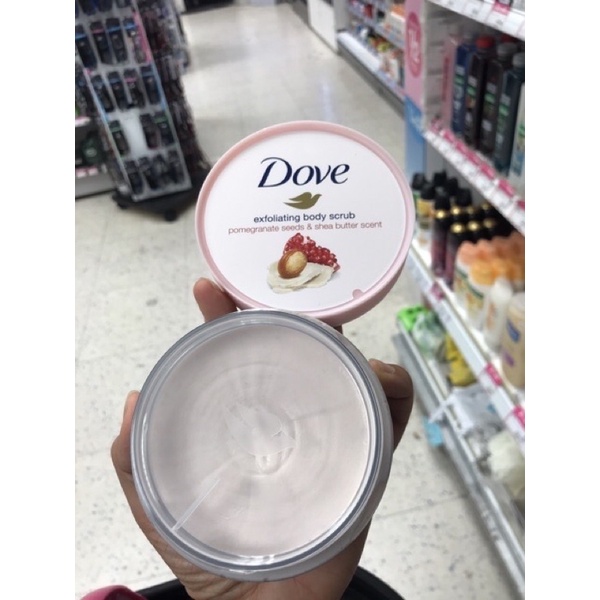 Dove
exfoliating body scrub
pomegranate seeds & shea butter scent